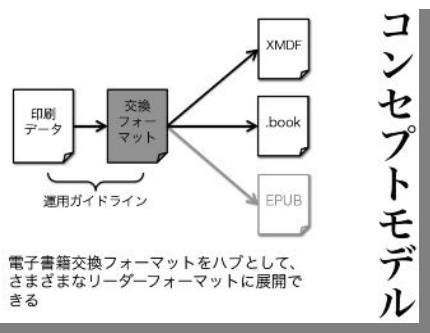 コンセプトモデル
印刷
データ
交換
フォー
マット
XMDF
.book
EPUB
運用ガイドライン
電子書籍交換フォーマットをハブとして、
さまざまなリーダーフォーマットに展開で
きる